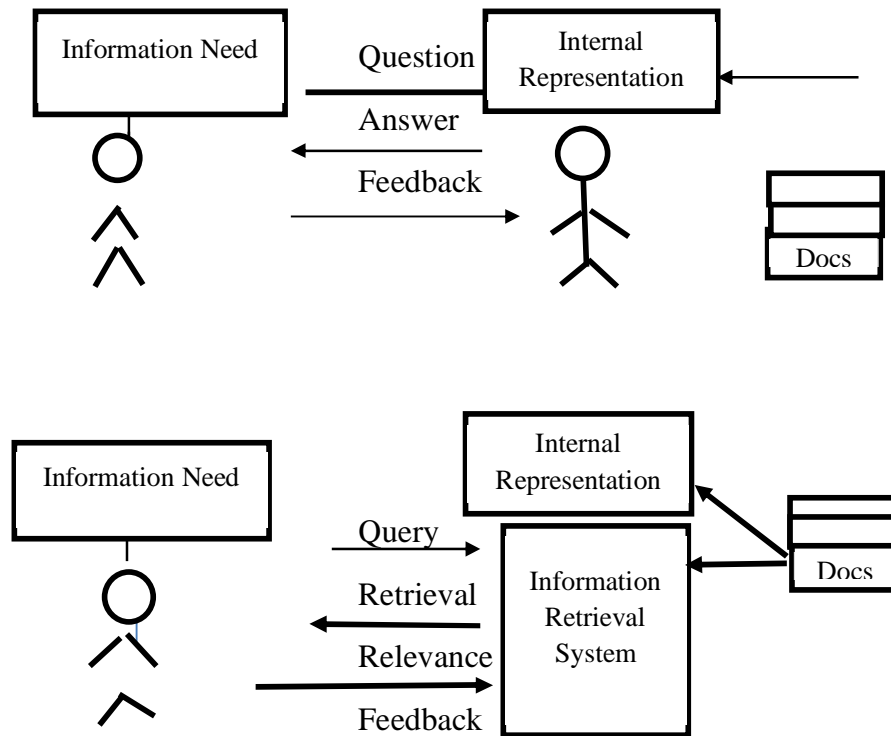 Information Need
Question
Internal
Representation
Answer
Feedback
Docs
Information Need
Internal
Representation
Query
Docs
Retrieval
Information
Retrieval
System
Relevance
Feedback